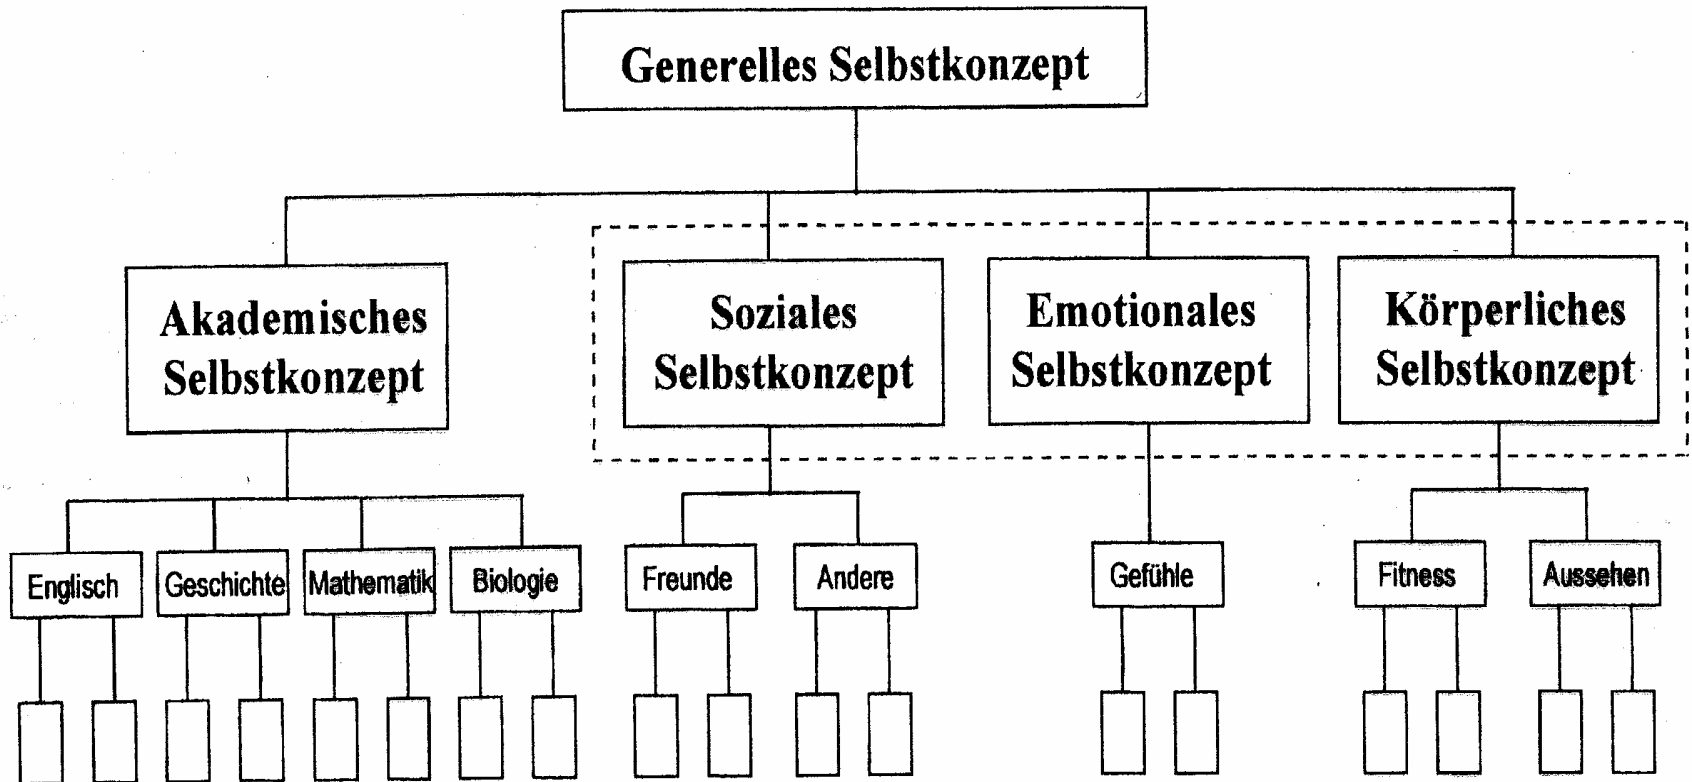 Generelles Selbstkonzept
Akademisches
Selbstkonzept
Soziales
Selbstkonzept
Emotionales
Selbstkonzept
Körperliches
Selbstkonzept
Englisch
Geschichte
Mathematik
Biologie
Freunde
Andere
Gefühle
Fitness
Aussehen